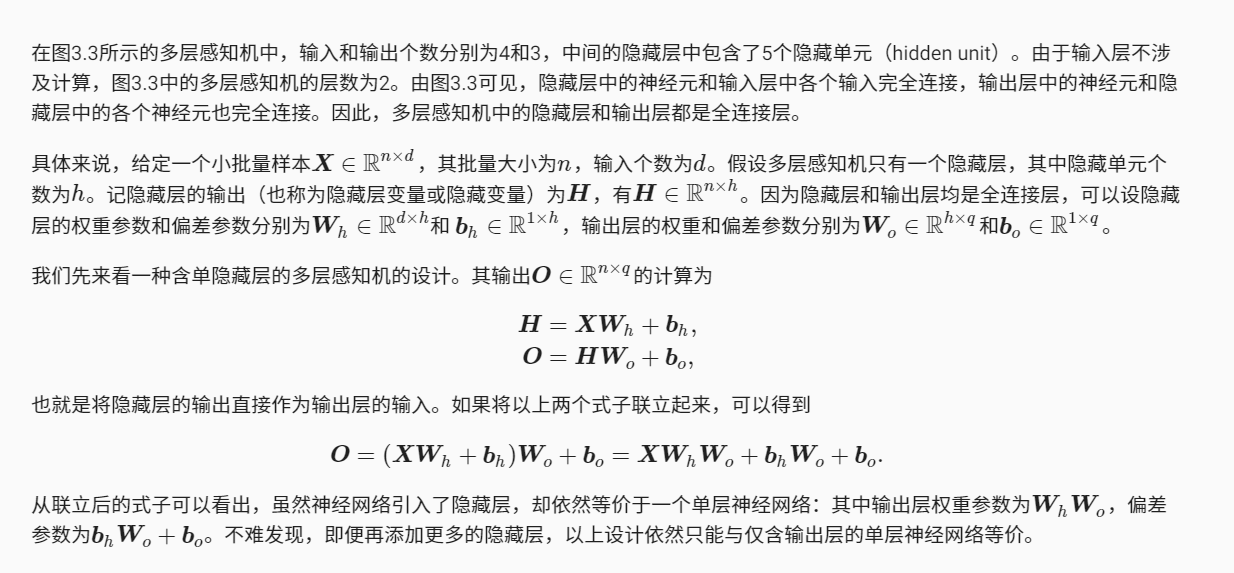 在图3.3所示的多层感知机中，输入和输出个数分别为4和3，中间的隐藏层中包含了5个隐藏单元（hidden unit）。由于输入层不涉
及计算，图3.3中的多层感知机的层数为2。由图3.3可见，隐藏层中的神经元和输入层中各个输入完全连接，输出层中的神经元和隐
藏层中的各个神经元也完全连接。因此，多层感知机中的隐藏层和输出层都是全连接层。
具体来说，给定一个小批量样本$\boldsymbol{X} \in \mathbb{R}^{n \times d}$，其批量大小为$n$，输入个数为$d$。假设多层感知机只有一个隐藏层，其中隐藏单元个
数为$h$。记隐藏层的输出（也称为隐藏层变量或隐藏变量）为$\boldsymbol{H}$，有$\boldsymbol{H} \in \mathbb{R}^{n \times h}$。因为隐藏层和输出层均是全连接层，可以设隐藏
层的权重参数和偏差参数分别为$\boldsymbol{W}_h \in \mathbb{R}^{d \times h}$和 $\boldsymbol{b}_h \in \mathbb{R}^{1 \times h}$，输出层的权重和偏差参数分别为$\boldsymbol{W}_o \in \mathbb{R}^{h \times q}$和$\boldsymbol{b}_o \in \mathbb{R}^{1 \times q}$。
我们先来看一种含单隐藏层的多层感知机的设计。其输出$\boldsymbol{O} \in \mathbb{R}^{n \times q}$的计算为
$\boldsymbol{H} = \boldsymbol{X}\boldsymbol{W}_h + \boldsymbol{b}_h,$
$\boldsymbol{O} = \boldsymbol{H}\boldsymbol{W}_o + \boldsymbol{b}_o,$
也就是将隐藏层的输出直接作为输出层的输入。如果将以上两个式子联立起来，可以得到
$\boldsymbol{O} = (\boldsymbol{X}\boldsymbol{W}_h + \boldsymbol{b}_h)\boldsymbol{W}_o + \boldsymbol{b}_o = \boldsymbol{X}\boldsymbol{W}_h\boldsymbol{W}_o + \boldsymbol{b}_h\boldsymbol{W}_o + \boldsymbol{b}_o.$
从联立后的式子可以看出，虽然神经网络引入了隐藏层，却依然等价于一个单层神经网络：其中输出层权重参数为$\boldsymbol{W}_h\boldsymbol{W}_o$，偏差
参数为$\boldsymbol{b}_h\boldsymbol{W}_o + \boldsymbol{b}_o$。不难发现，即便再添加更多的隐藏层，以上设计依然只能与仅含输出层的单层神经网络等价。